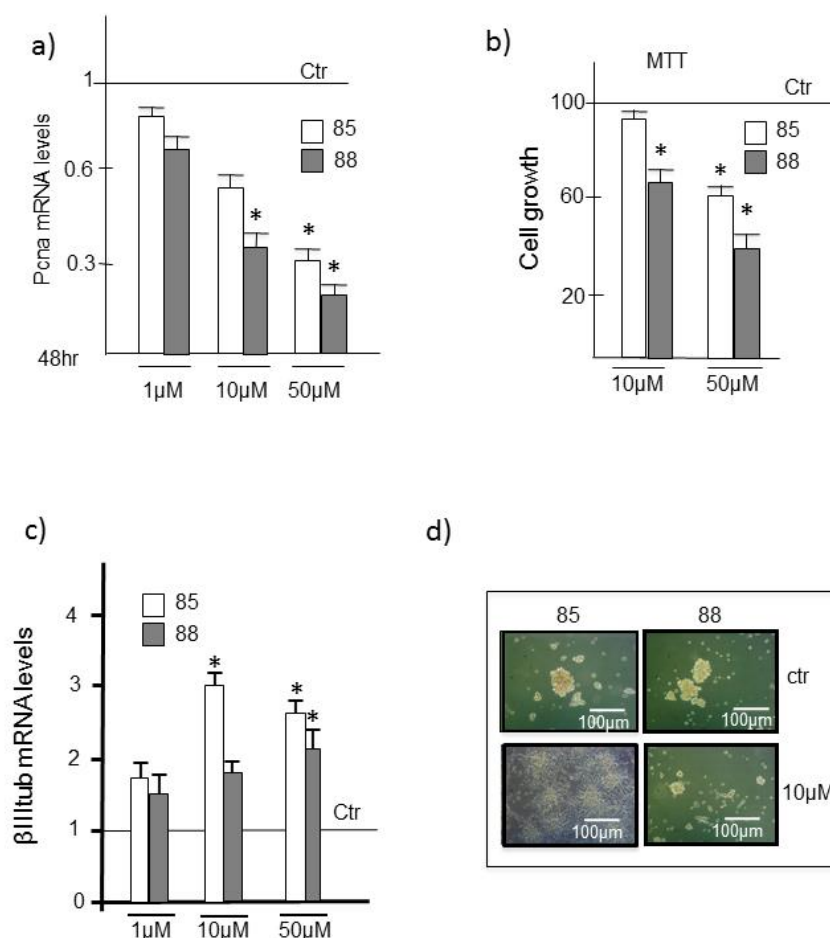 a)
Ctr
1
85
88
0.6
0.3
Pcna mRNA levels
* * *
48hr
1µM 10µM 50µM
b)
MTT
Ctr
100
85
88
60
20
Cell growth
* * *
10µM 50µM
c)
85
88
4
3
2
1
0
βIIItub mRNA levels
* * *
Ctr
1µM 10µM 50µM
d)
85 88
100µm 100µm ctr
100µm 100µm 10µM